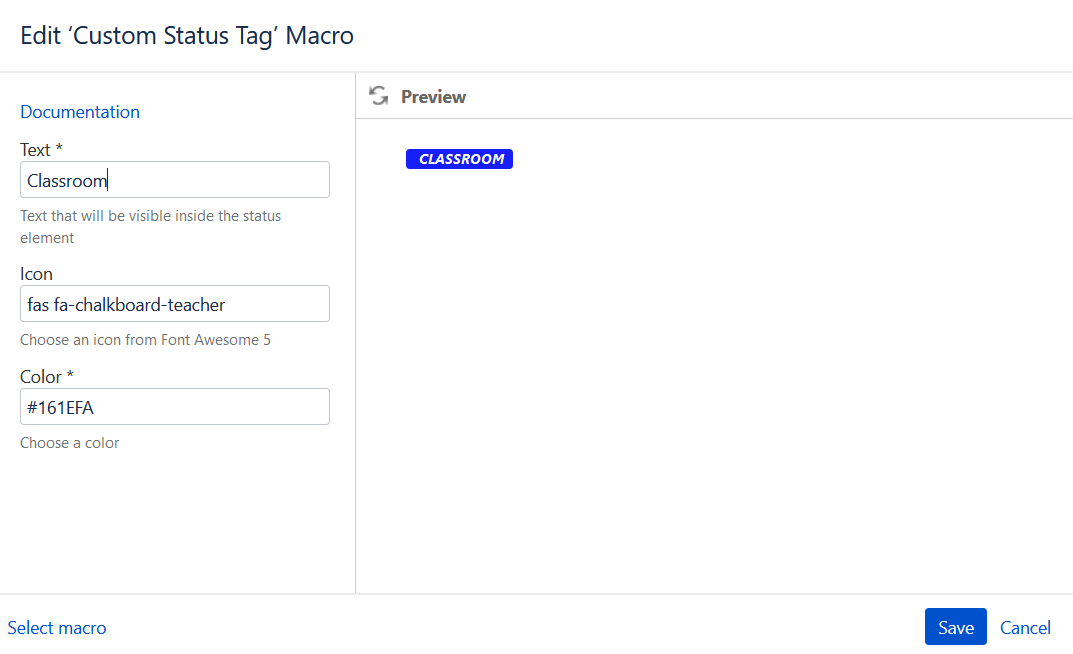 Edit ‘Custom Status Tag’ Macro
Documentation
Text *
Classroom
Text that will be visible inside the status
element
Icon
fas fa-chalkboard-teacher
Choose an icon from Font Awesome 5
Color *
#161EFA
Choose a color
Preview
CLASSROOM
Select macro
Save
Cancel